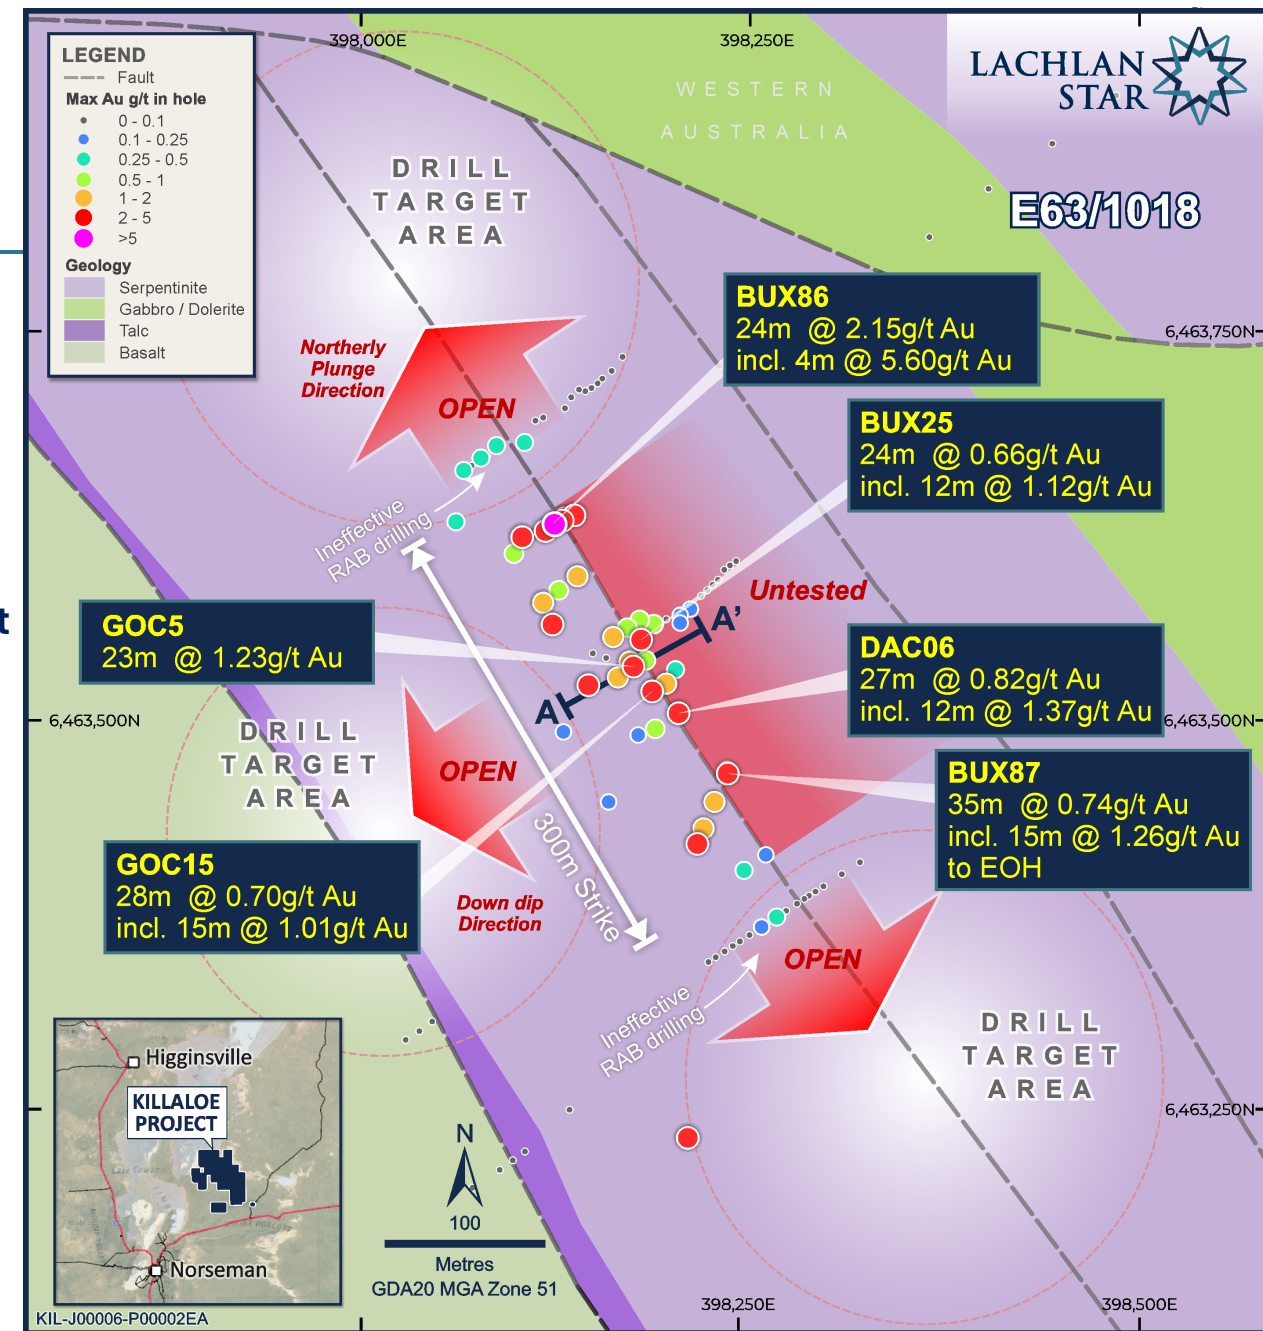 398,000E
398,250E
LEGEND
Fault
Max Au g/t in hole
0 - 0.1
0.1 - 0.25
0.25 - 0.5
0.5 - 1
1 - 2
2 - 5
>5
Geology
Serpentinite
Gabbro / Dolerite
Talc
Basalt
WESTERN
AUSTRALIA
LACHLAN
STAR
E63/1018
DRILL
TARGET
AREA
BUX86
24m @ 2.15g/t Au
incl. 4m @ 5.60g/t Au
6,463,750N
Northerly
Plunge
Direction
OPEN
BUX25
24m @ 0.66g/t Au
incl. 12m @ 1.12g/t Au
Ineffective
RAB drilling
Untested
t
GOC5
23m @ 1.23g/t Au
A'
A
DAC06
27m @ 0.82g/t Au
incl. 12m @ 1.37g/t Au
6,463,500N
6,463,500N
DRILL
TARGET
AREA
OPEN
BUX87
35m @ 0.74g/t Au
incl. 15m @ 1.26g/t Au
to EOH
300m Strike
GOC15
28m @ 0.70g/t Au
incl. 15m @ 1.01g/t Au
Down dip
Direction
OPEN
Ineffective
RAB drilling
DRILL
TARGET
AREA
6,463,250N
Higginsville
KILLALOE
PROJECT
Lake Cowan
Norseman
N
100
Metres
GDA20 MGA Zone 51
398,250E
398,500E
KIL-J00006-P00002EA